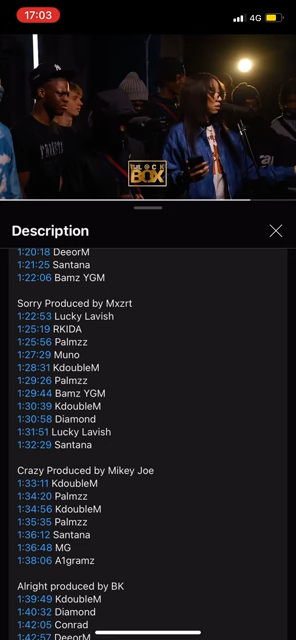 17:03
4G
THE ROCK
BOX
Description
1:20:18 DeeorM
1:21:25 Santana
1:22:06 Bamz YGM
Sorry Produced by Mxzrt
1:22:53 Lucky Lavish
1:25:19 RKIDA
1:25:56 Palmzz
1:27:29 Muno
1:28:31 KdoubleM
1:29:26 Palmzz
1:29:44 Bamz YGM
1:30:39 KdoubleM
1:30:58 Diamond
1:31:51 Lucky Lavish
1:32:29 Santana
Crazy Produced by Mikey Joe
1:33:11 KdoubleM
1:34:20 Palmzz
1:34:56 KdoubleM
1:35:35 Palmzz
1:36:12 Santana
1:36:48 MG
1:38:06 A1gramz
Alright produced by BK
1:39:49 KdoubleM
1:40:32 Diamond
1:42:05 Conrad
1:42:57 DeeorM